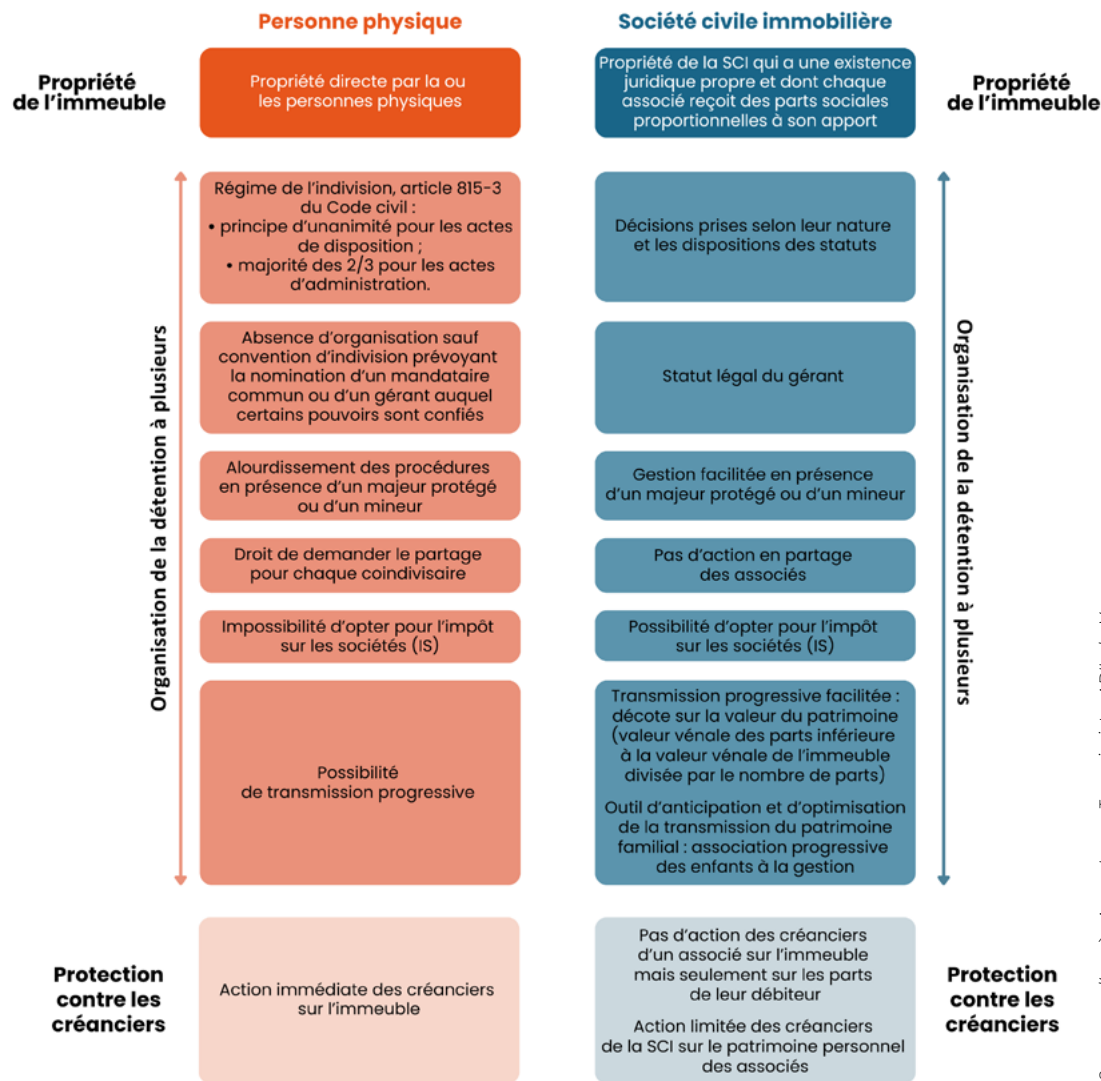 Personne physique
Société civile immobilière
Propriété
de l'immeuble
Propriété directe par la ou
les personnes physiques
Propriété de la SCI qui a une existence
juridique propre et dont chaque
associé reçoit des parts sociales
proportionnelles à son apport
Propriété
de l'immeuble
Organisation de la détention à plusieurs
Régime de l'indivision, article 815-3
du Code civil :
• principe d'unanimité pour les actes
de disposition ;
• majorité des 2/3 pour les actes
d'administration.
Décisions prises selon leur nature
et les dispositions des statuts
Organisation de la détention à plusieurs
Absence d'organisation sauf
convention d'indivision prévoyant
la nomination d'un mandataire
commun ou d'un gérant auquel
certains pouvoirs sont confiés
Statut légal du gérant
Alourdissement des procédures
en présence d'un majeur protégé
ou d'un mineur
Gestion facilitée en présence
d'un majeur protégé ou d'un mineur
Droit de demander le partage
pour chaque coindivisaire
Pas d'action en partage
des associés
Impossibilité d'opter pour l'impôt
sur les sociétés (IS)
Possibilité d'opter pour l'impôt
sur les sociétés (IS)
Possibilité
de transmission progressive
Transmission progressive facilitée :
décote sur la valeur du patrimoine
(valeur vénale des parts inférieure
à la valeur vénale de l'immeuble
divisée par le nombre de parts)
Outil d'anticipation et d'optimisation
de la transmission du patrimoine
familial : association progressive
des enfants à la gestion
Protection
contre les
créanciers
Action immédiate des créanciers
sur l'immeuble
Pas d'action des créanciers
d'un associé sur l'immeuble
mais seulement sur les parts
de leur débiteur
Action limitée des créanciers
de la SCI sur le patrimoine personnel
des associés
Protection
contre les
créanciers